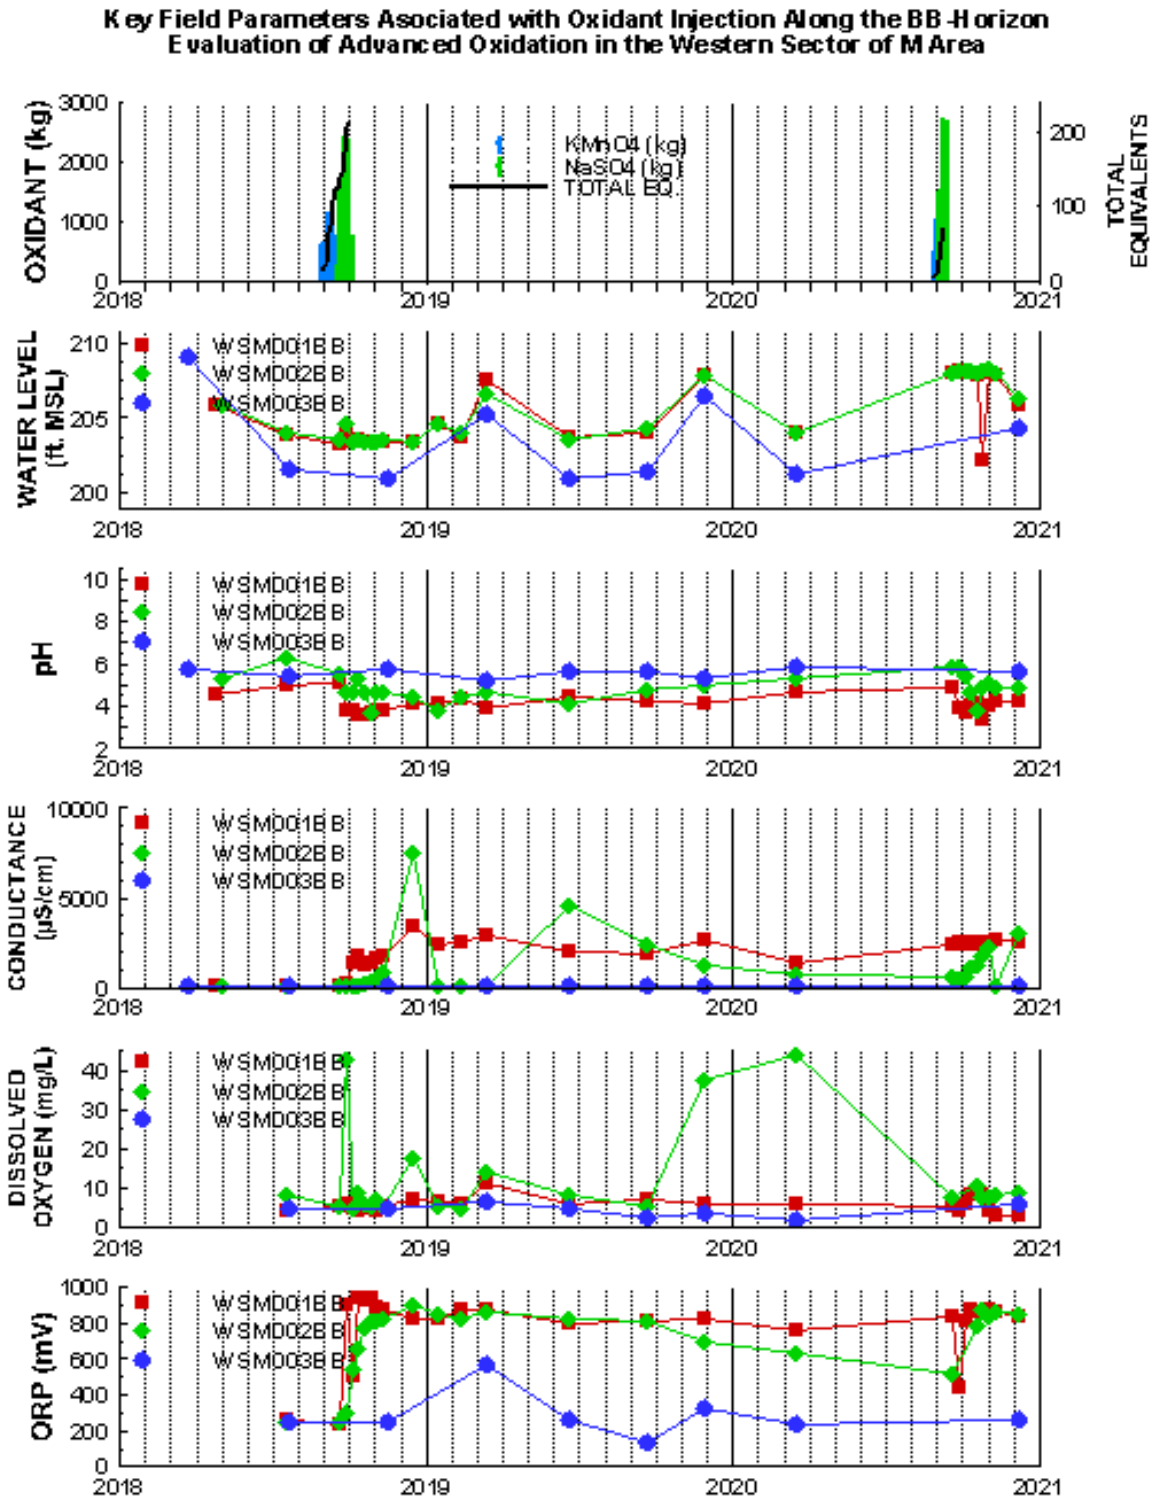 Key Field Parameters Asociated with Oxidant Injection Along the BB-Horizon
Evaluation of Advanced Oxidation in the Western Sector of M Area
OXIDANT (kg)
3000
2000
1000
0
KMnO4 (kg)
NaSO4 (kg)
TOTAL EQ.
200
100
0
TOTAL
EQUIVALENTS
2018
2019
2020
2021
WATER LEVEL
(ft. MSL)
210
205
200
WSMD01BB
WSMD02BB
WSMD03BB
2018
2019
2020
2021
pH
10
8
6
4
2
WSMD01BB
WSMD02BB
WSMD03BB
2018
2019
2020
2021
CONDUCTANCE
(µS/cm)
10000
5000
0
WSMD01BB
WSMD02BB
WSMD03BB
2018
2019
2020
2021
DISSOLVED
OXYGEN (mg/L)
40
30
20
10
0
WSMD01BB
WSMD02BB
WSMD03BB
2018
2019
2020
2021
ORP (mV)
1000
800
600
400
200
0
WSMD01BB
WSMD02BB
WSMD03BB
2018
2019
2020
2021